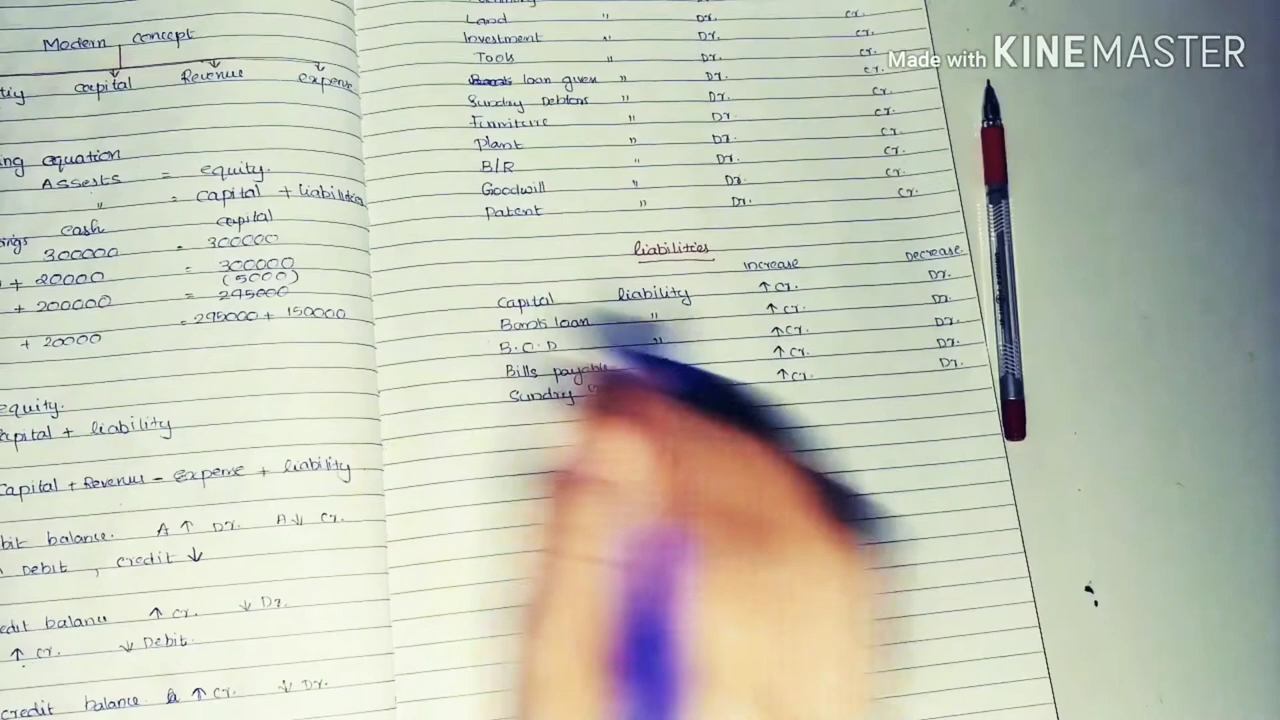 Modern concept
capital Revenue expense
equation
Assests = equity.
" = capital + liabilities
cash capital
300000 = 300000
+ 20000 = 300000
(5000)
+ 200000 = 295000
= 295000 + 150000
+ 20000
equity.
capital + liability
capital + Revenue - Expense + liability
balance. A ↑ Dr. A↓ Cr.
Debit , credit ↓
balance ↑ Cr. ↓ Dr.
↑ Cr. ↓ Debit.
credit balance ↑ Cr. ↓ Dr.
Land " Dr. Cr.
Investment " Dr. Cr.
Tools " Dr. Cr.
loan given " Dr. Cr.
Sundry Debtors " Dr. Cr.
Furniture " Dr. Cr.
Plant " Dr. Cr.
B/R " Dr. Cr.
Goodwill " Dr. Cr.
Patent " Dr. Cr.
liabilities
Increase Decrease
Capital liability ↑ Cr. Dr.
Bank loan " ↑ Cr. Dr.
B.O.D " ↑ Cr. Dr.
Bills payable ↑ Cr. Dr.
Sundry ↑ Cr. Dr.
Made with KINEMASTER